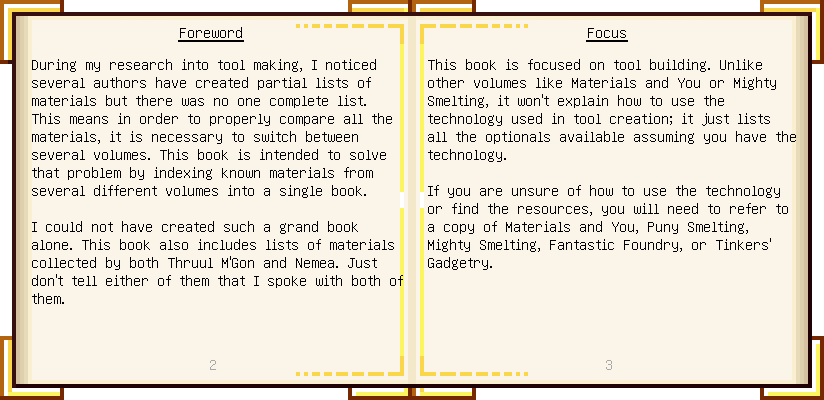 Foreword
During my research into tool making, I noticed
several authors have created partial lists of
materials but there was no one complete list.
This means in order to properly compare all the
materials, it is necessary to switch between
several volumes. This book is intended to solve
that problem by indexing known materials from
several different volumes into a single book.
I could not have created such a grand book
alone. This book also includes lists of materials
collected by both Thruul M'Gon and Nemea. Just
don't tell either of them that I spoke with both of
them.
2
Focus
This book is focused on tool building. Unlike
other volumes like Materials and You or Mighty
Smelting, it won't explain how to use the
technology used in tool creation; it just lists
all the optionals available assuming you have the
technology.
If you are unsure of how to use the technology
or find the resources, you will need to refer to
a copy of Materials and You, Puny Smelting,
Mighty Smelting, Fantastic Foundry, or Tinkers'
Gadgetry.
3